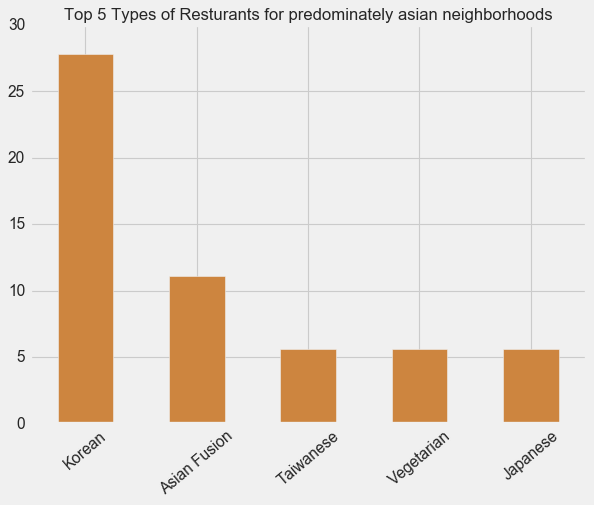 Top 5 Types of Resturants for predominately asian neighborhoods
30
25
20
15
10
5
0
Korean
Asian Fusion
Taiwanese
Vegetarian
Japanese